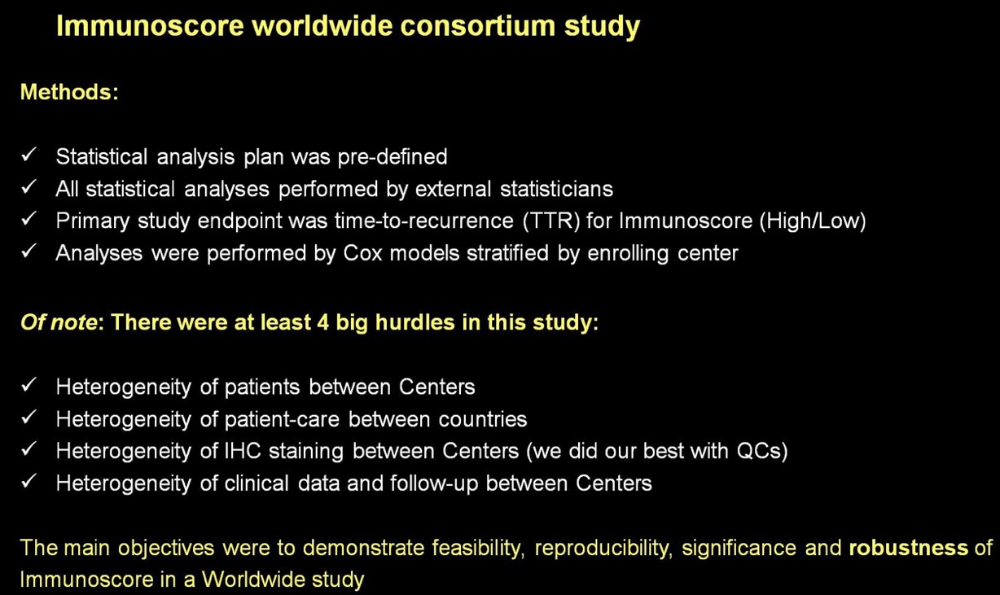 Immunoscore worldwide consortium study
Methods:
✓ Statistical analysis plan was pre-defined
✓ All statistical analyses performed by external statisticians
✓ Primary study endpoint was time-to-recurrence (TTR) for Immunoscore (High/Low)
✓ Analyses were performed by Cox models stratified by enrolling center
Of note: There were at least 4 big hurdles in this study:
✓ Heterogeneity of patients between Centers
✓ Heterogeneity of patient-care between countries
✓ Heterogeneity of IHC staining between Centers (we did our best with QCs)
✓ Heterogeneity of clinical data and follow-up between Centers
The main objectives were to demonstrate feasibility, reproducibility, significance and robustness of
Immunoscore in a Worldwide study